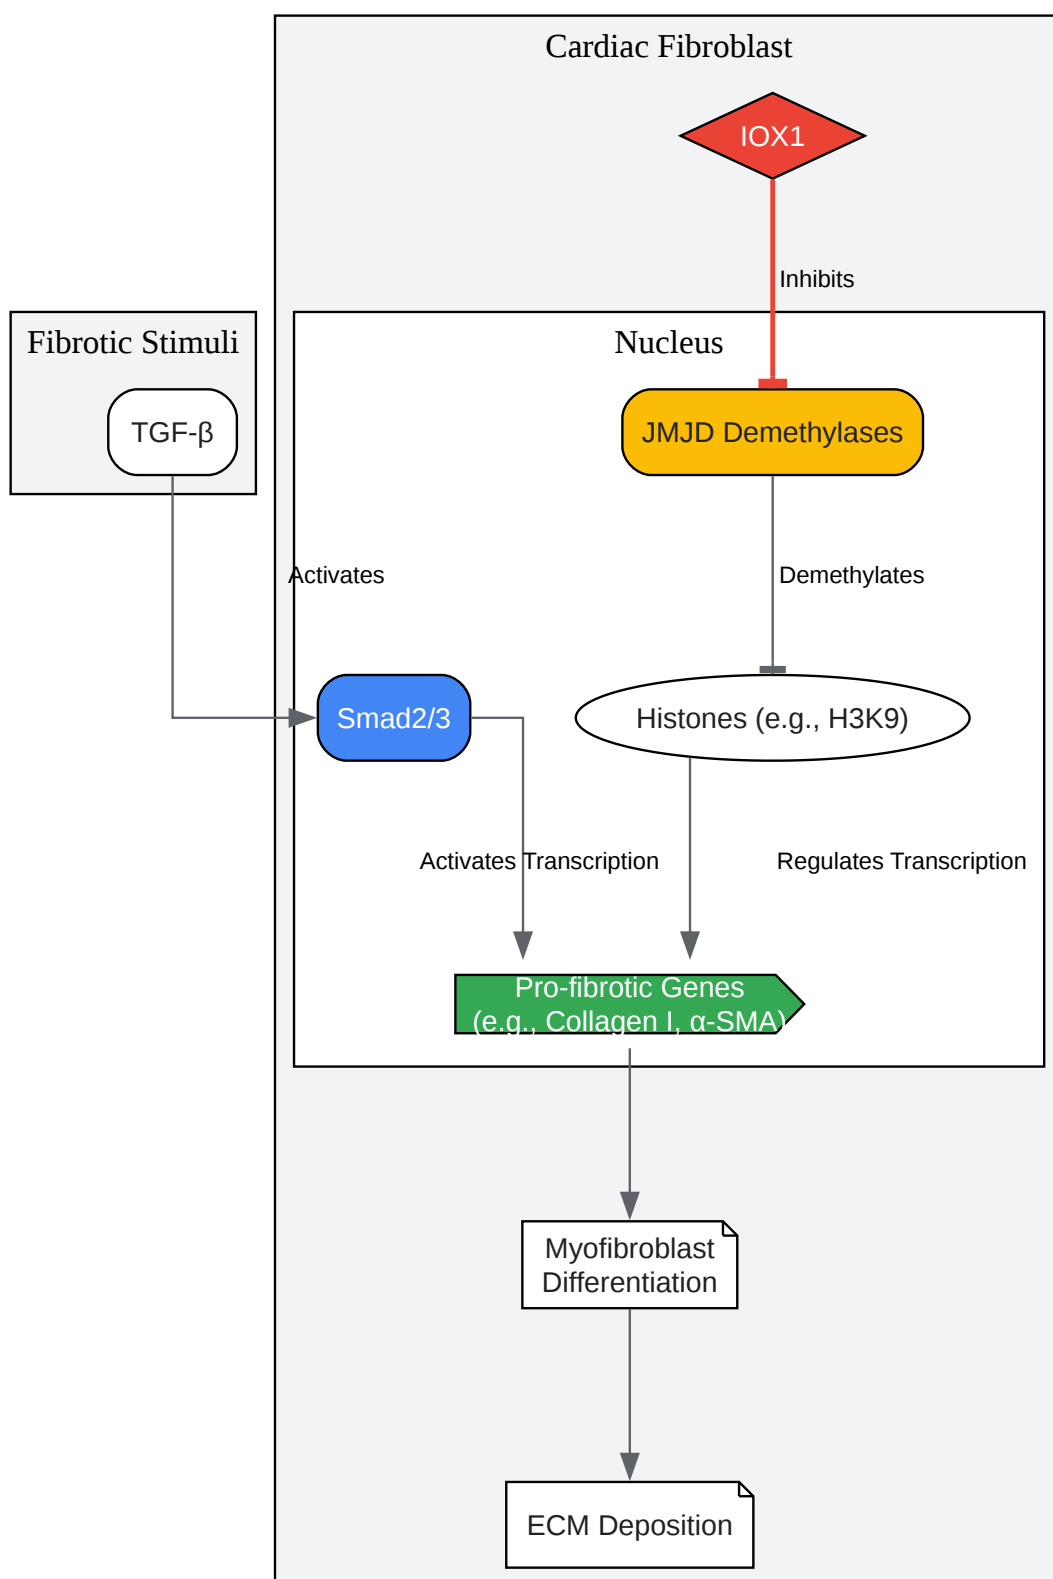 Cardiac Fibroblast
IOX1
Inhibits
Fibrotic Stimuli
Nucleus
TGF-β
JMJD Demethylases
Activates
Demethylates
Smad2/3
Histones (e.g., H3K9)
Activates Transcription
Regulates Transcription
Pro-fibrotic Genes
(e.g., Collagen I, α-SMA)
Myofibroblast
Differentiation
ECM Deposition